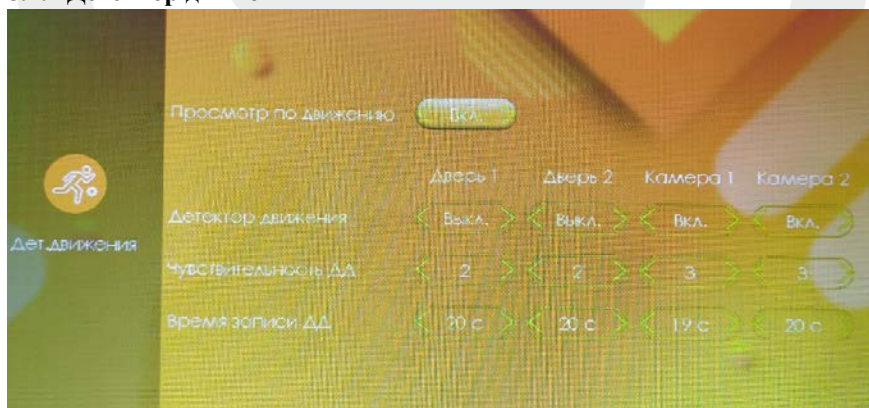 Просмотр по движению Вкл.
Дверь 1 Дверь 2 Камера 1 Камера 2
Детектор движения Выкл. Выкл. Вкл. Вкл.
Дет.движения
Чувствительность ДД 2 2 3 3
Время записи ДД 20 с 20 с 19 с 20 с